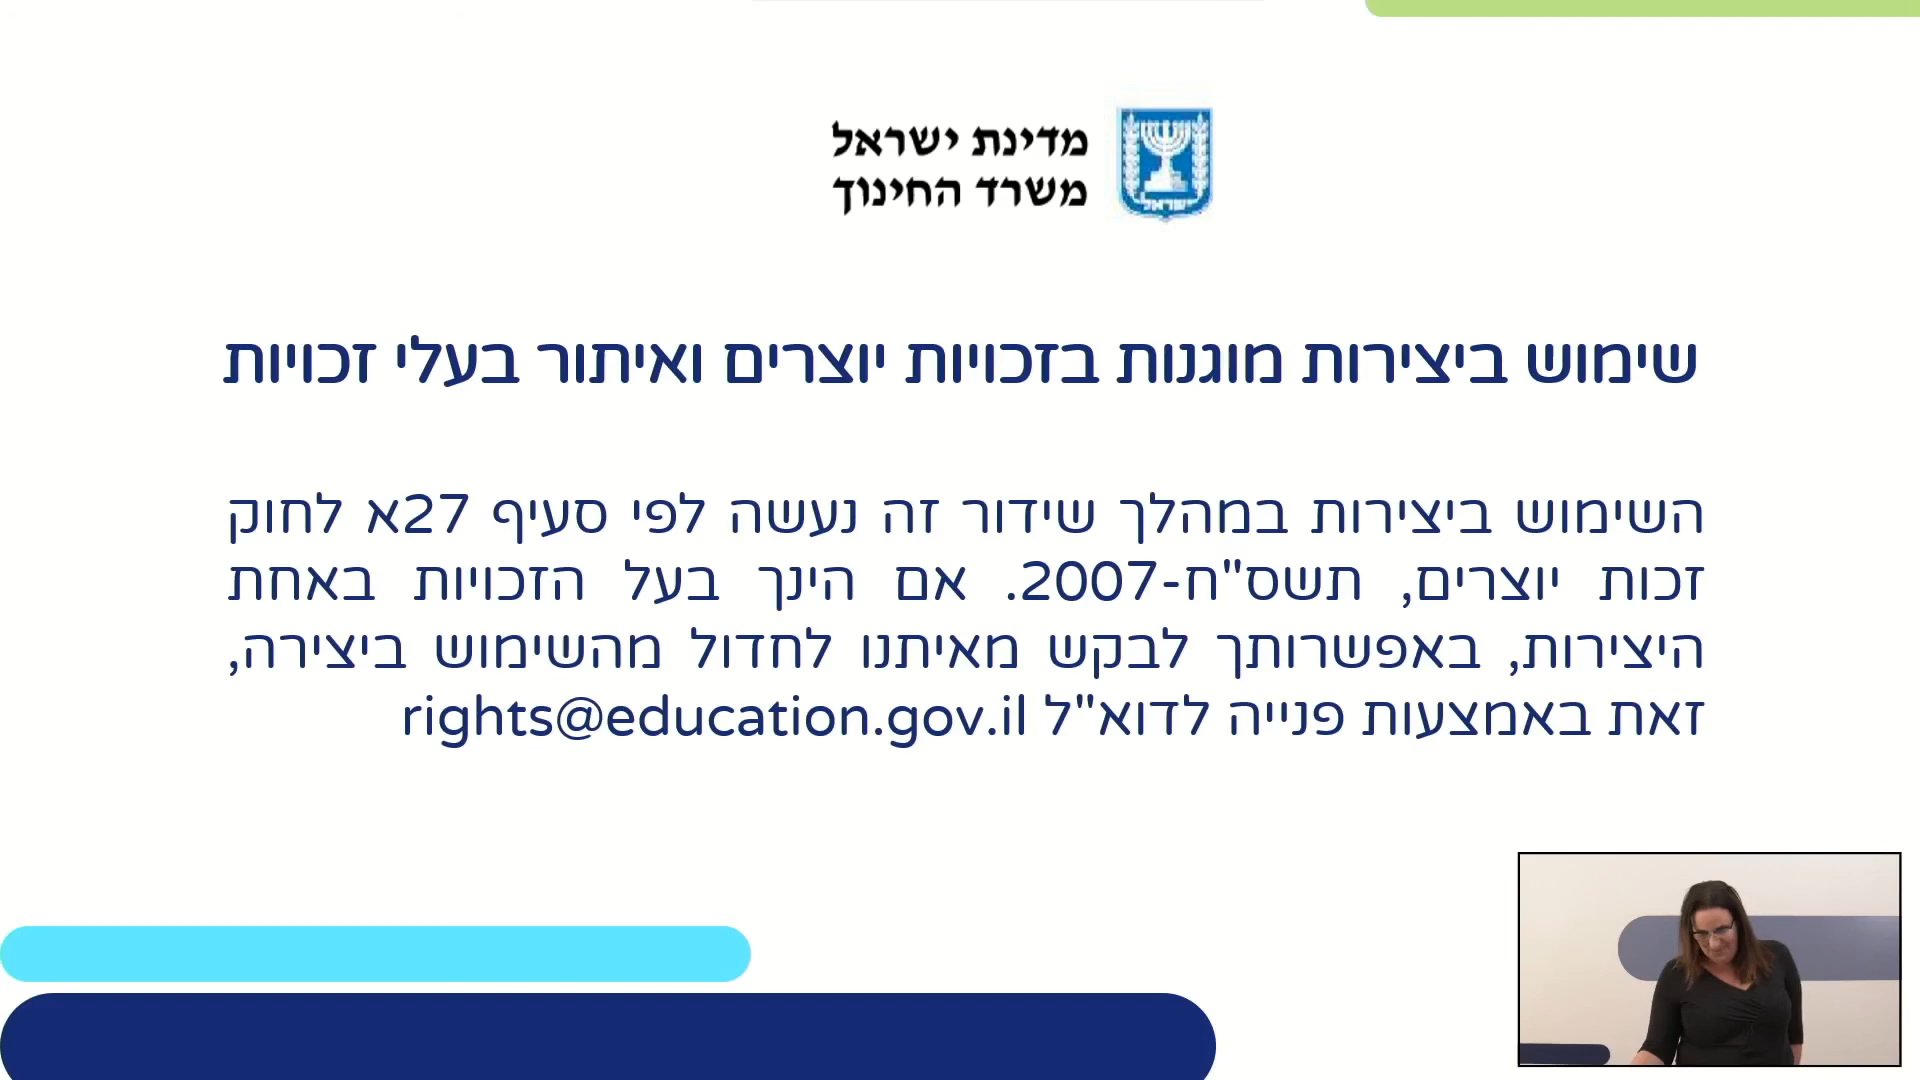 מדינת ישראל
משרד החינוך
ישראל
שימוש ביצירות מוגנות בזכויות יוצרים ואיתור בעלי זכויות
השימוש ביצירות במהלך שידור זה נעשה לפי סעיף 27א לחוק
זכות יוצרים, תשס"ח-2007. אם הינך בעל הזכויות באחת
היצירות, באפשרותך לבקש מאיתנו לחדול מהשימוש ביצירה,
זאת באמצעות פנייה לדוא"ל rights@education.gov.il